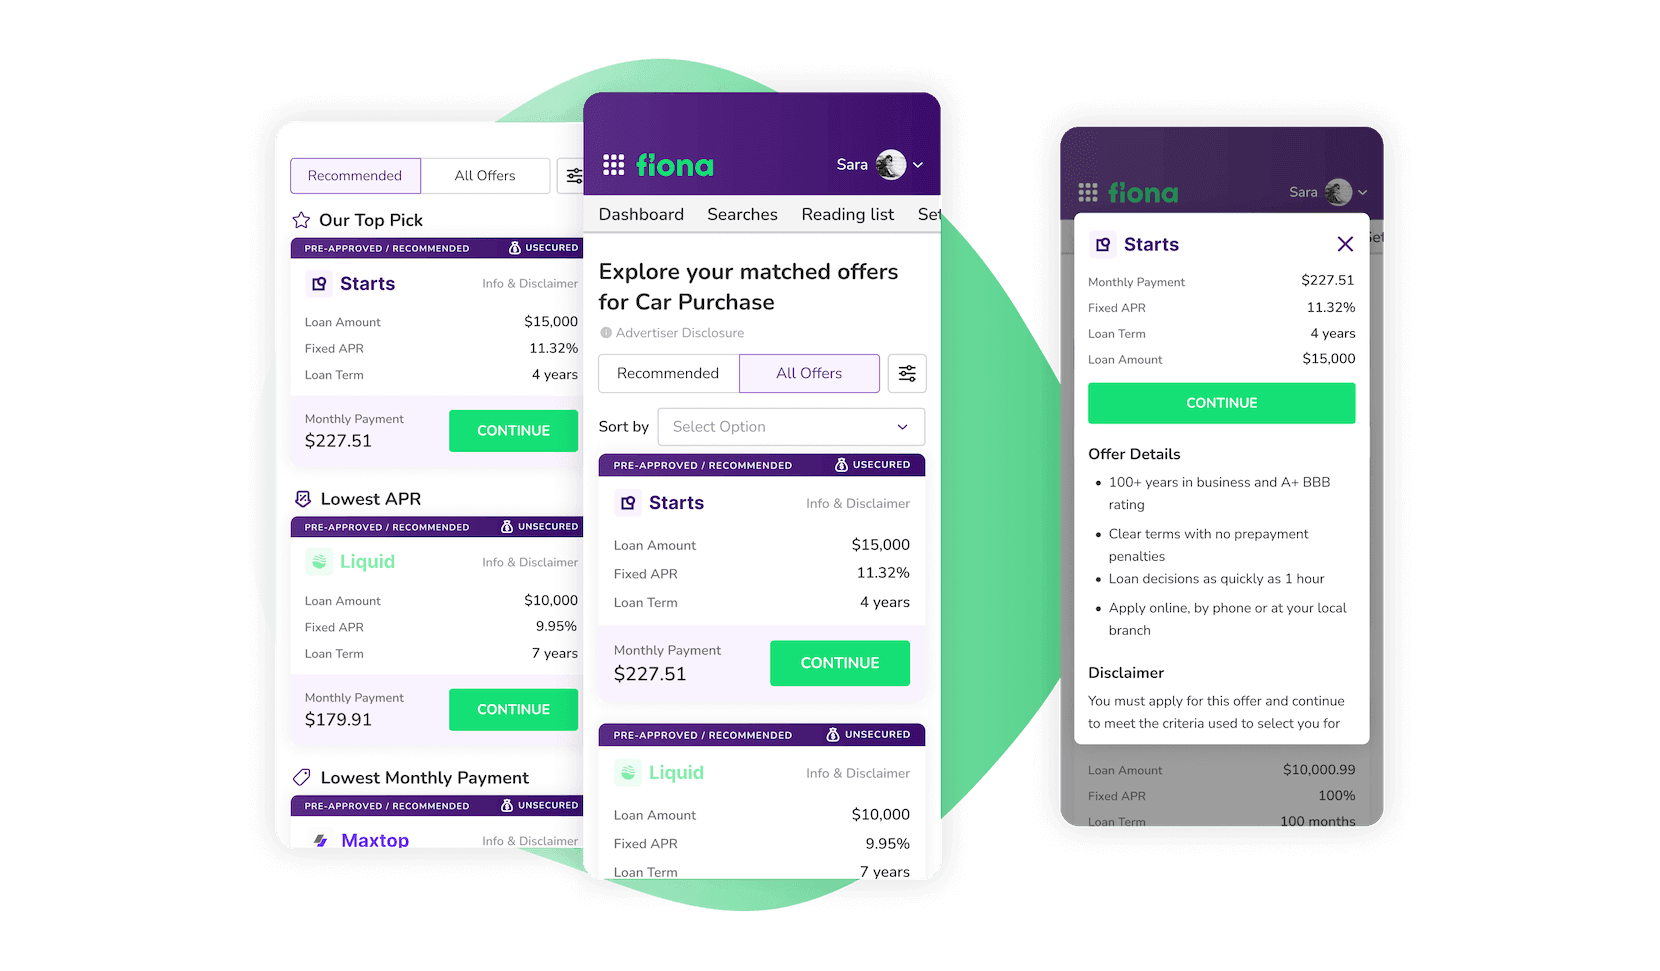 Recommended
All Offers
Our Top Pick
PRE-APPROVED / RECOMMENDED
USECURED
Starts
Info & Disclaimer
Loan Amount
$15,000
Fixed APR
11.32%
Loan Term
4 years
Monthly Payment
$227.51
CONTINUE
Lowest APR
PRE-APPROVED / RECOMMENDED
UNSECURED
Liquid
Info & Disclaimer
Loan Amount
$10,000
Fixed APR
9.95%
Loan Term
7 years
Monthly Payment
$179.91
CONTINUE
Lowest Monthly Payment
PRE-APPROVED / RECOMMENDED
UNSECURED
Maxtop
Info & Disclaimer
fiona
Sara
Dashboard
Searches
Reading list
Set
Explore your matched offers
for Car Purchase
Advertiser Disclosure
Recommended
All Offers
Sort by
Select Option
PRE-APPROVED / RECOMMENDED
USECURED
Starts
Info & Disclaimer
Loan Amount
$15,000
Fixed APR
11.32%
Loan Term
4 years
Monthly Payment
$227.51
CONTINUE
PRE-APPROVED / RECOMMENDED
UNSECURED
Liquid
Info & Disclaimer
Loan Amount
$10,000
Fixed APR
9.95%
Loan Term
7 years
fiona
Sara
Set
Starts
Monthly Payment
$227.51
Fixed APR
11.32%
Loan Term
4 years
Loan Amount
$15,000
CONTINUE
Offer Details
• 100+ years in business and A+ BBB
rating
• Clear terms with no prepayment
penalties
• Loan decisions as quickly as 1 hour
• Apply online, by phone or at your local
branch
Disclaimer
You must apply for this offer and continue
to meet the criteria used to select you for
Loan Amount
$10,000.99
Fixed APR
100%
Loan Term
100 months